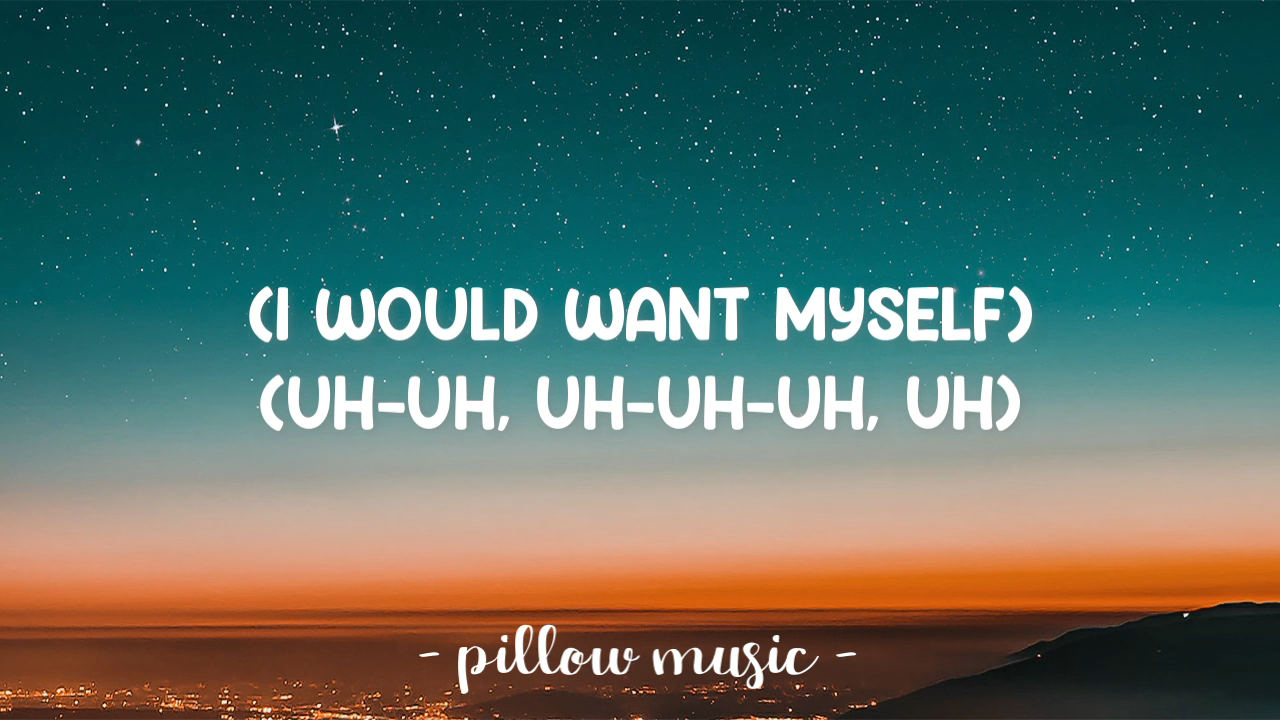 (I WOULD WANT MYSELF)
(UH-UH, UH-UH-UH, UH)
- pillow music -